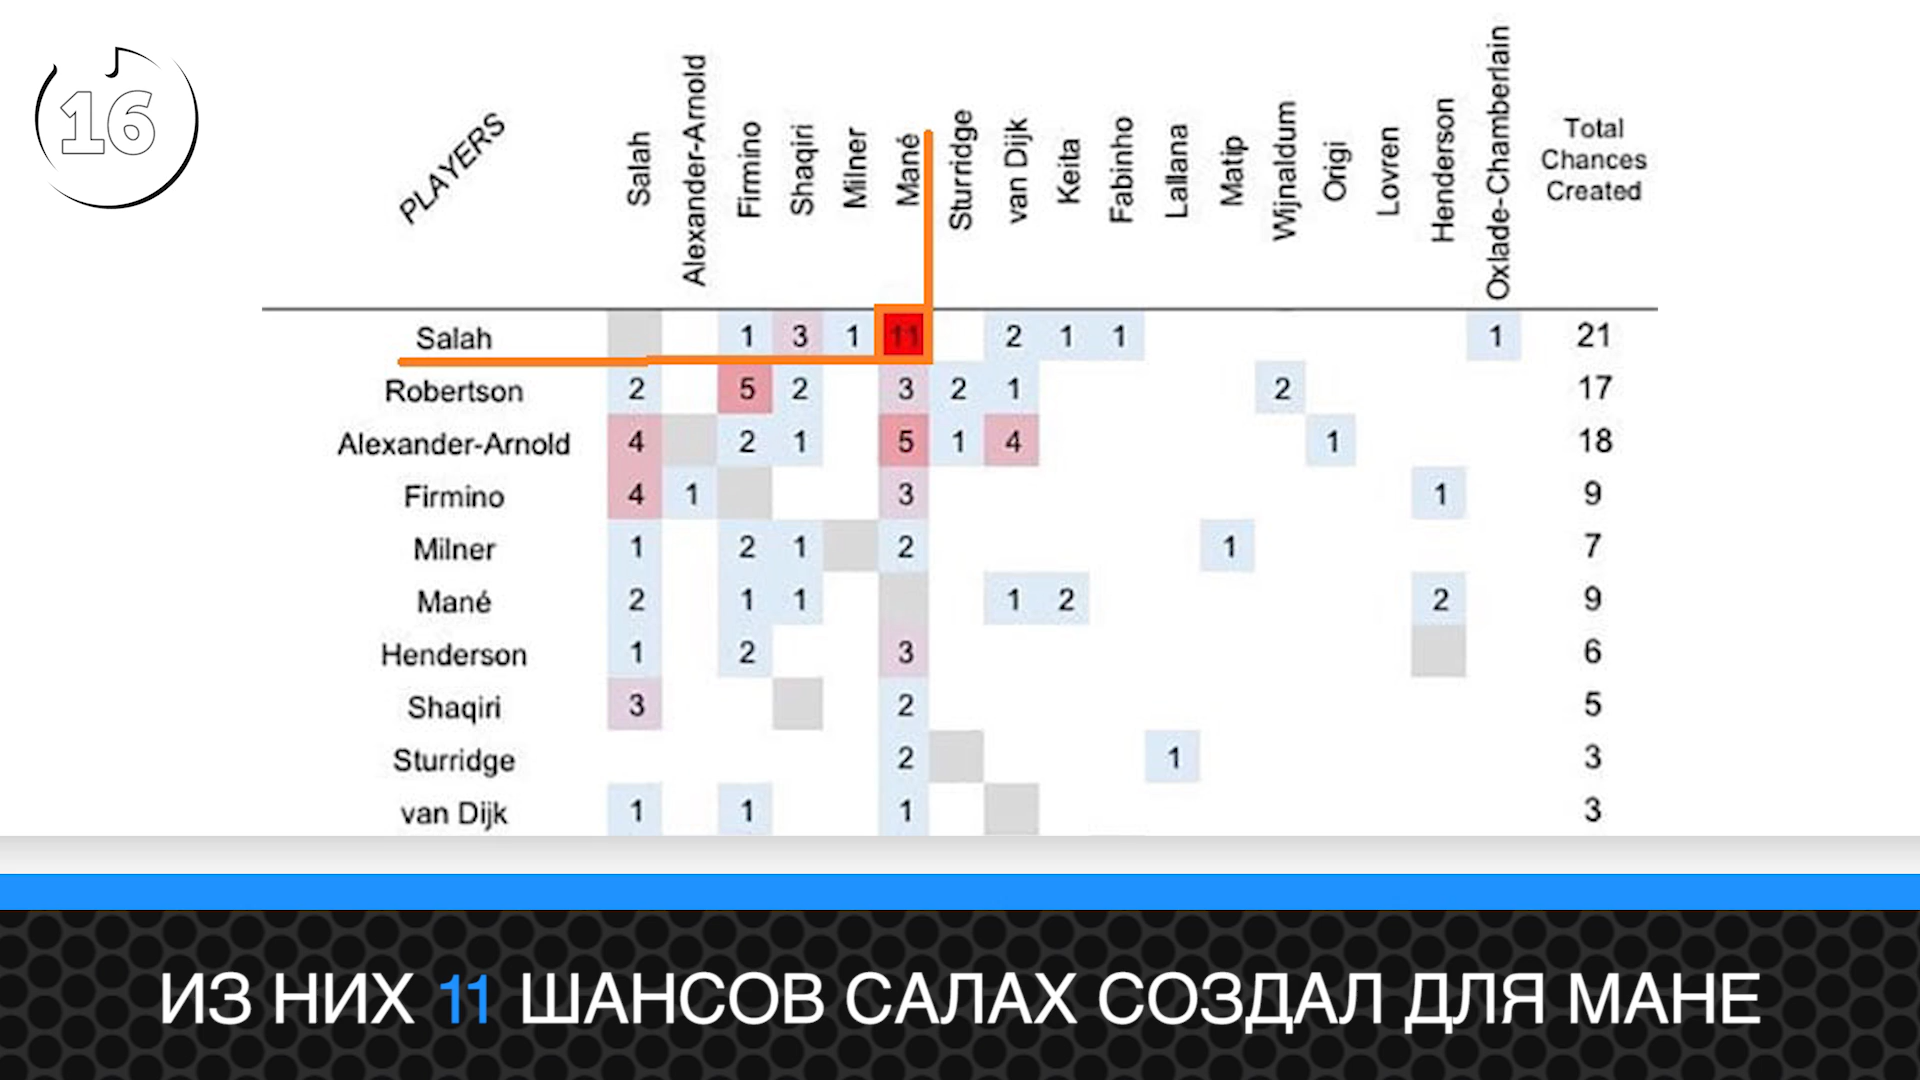 16
PLAYERS Salah Alexander-Arnold Firmino Shaqiri Milner Mané Sturridge van Dijk Keita Fabinho Lallana Matip Wijnaldum Origi Lovren Henderson Oxlade-Chamberlain Total Chances Created
Salah 1 3 1 11 2 1 1 1 21
Robertson 2 5 2 3 2 1 2 17
Alexander-Arnold 4 2 1 5 1 4 1 18
Firmino 4 1 3 1 9
Milner 1 2 1 2 1 7
Mané 2 1 1 1 2 2 9
Henderson 1 2 3 6
Shaqiri 3 2 5
Sturridge 2 1 3
van Dijk 1 1 1 3
ИЗ НИХ 11 ШАНСОВ САЛАХ СОЗДАЛ ДЛЯ МАНЕ